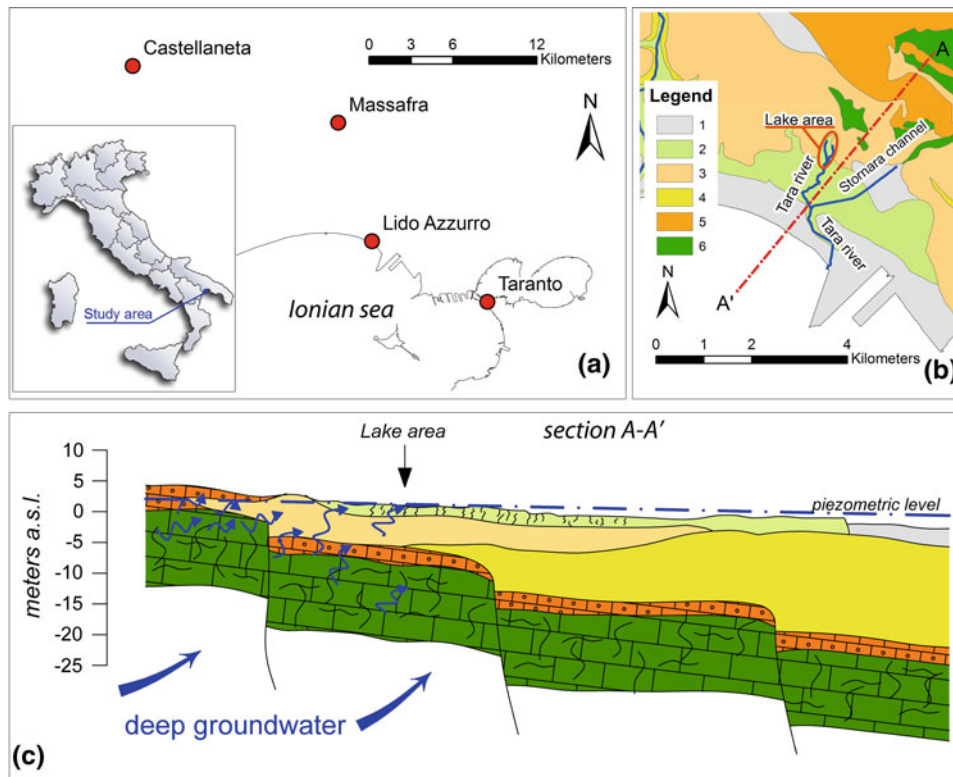 Castellaneta
0 3 6 12
Kilometers
Massafra
N
Lido Azzurro
Taranto
Ionian sea
Study area
(a)
A
Legend
1
2
3
4
5
6
Lake area
Tara river
Stornara channel
Tara river
N
A'
0 1 2 4
Kilometers
(b)
Lake area
section A-A'
piezometric level
meters a.s.l.
10
5
0
-5
-10
-15
-20
-25
deep groundwater
(c)